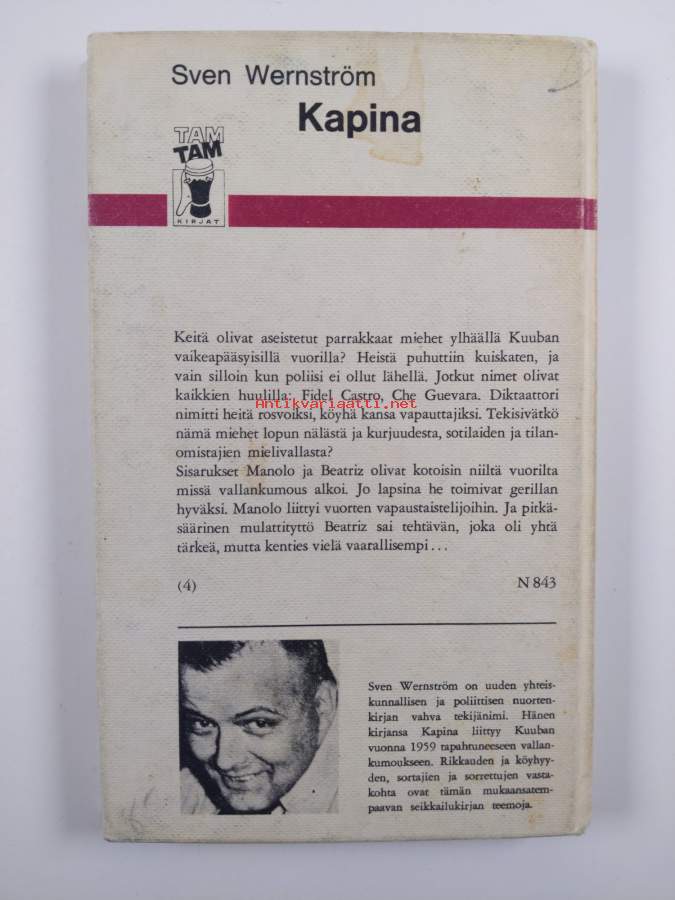 Sven Wernström
Kapina
TAM
TAM
KIRJAT
Keitä olivat aseistetut parrakkaat miehet ylhäällä Kuuban
vaikeapääsyisillä vuorilla? Heistä puhuttiin kuiskaten, ja
vain silloin kun poliisi ei ollut lähellä. Jotkut nimet olivat
kaikkien huulilla: Fidel Castro, Che Guevara. Diktaattori
Antikvariaatti.net
nimitti heitä rosvoiksi, köyhä kansa vapauttajiksi. Tekisivätkö
nämä miehet lopun nälästä ja kurjuudesta, sotilaiden ja tilan-
omistajien mielivallasta?
Sisarukset Manolo ja Beatriz olivat kotoisin niiltä vuorilta
missä vallankumous alkoi. Jo lapsina he toimivat gerillan
hyväksi. Manolo liittyi vuorten vapaustaistelijoihin. Ja pitkä-
säärinen mulattityttö Beatriz sai tehtävän, joka oli yhtä
tärkeä, mutta kenties vielä vaarallisempi...
(4) N 843
Sven Wernström on uuden yhteis-
kunnallisen ja poliittisen nuorten-
kirjan vahva tekijänimi. Hänen
kirjansa Kapina liittyy Kuuban
vuonna 1959 tapahtuneeseen vallan-
kumoukseen. Rikkauden ja köyhyy-
den, sortajien ja sorrettujen vasta-
kohta ovat tämän mukaansatem-
paavan seikkailukirjan teemoja.